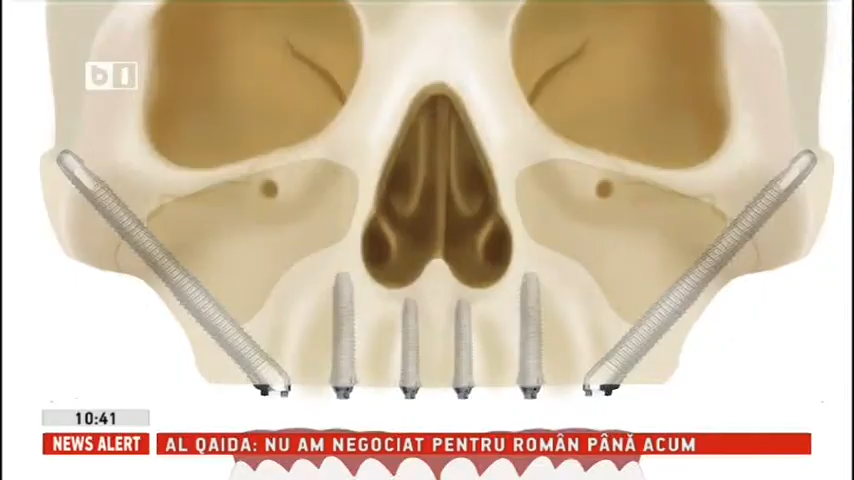 b1
10:41
NEWS ALERT AL QAIDA: NU AM NEGOCIAT PENTRU ROMÂN PÂNĂ ACUM